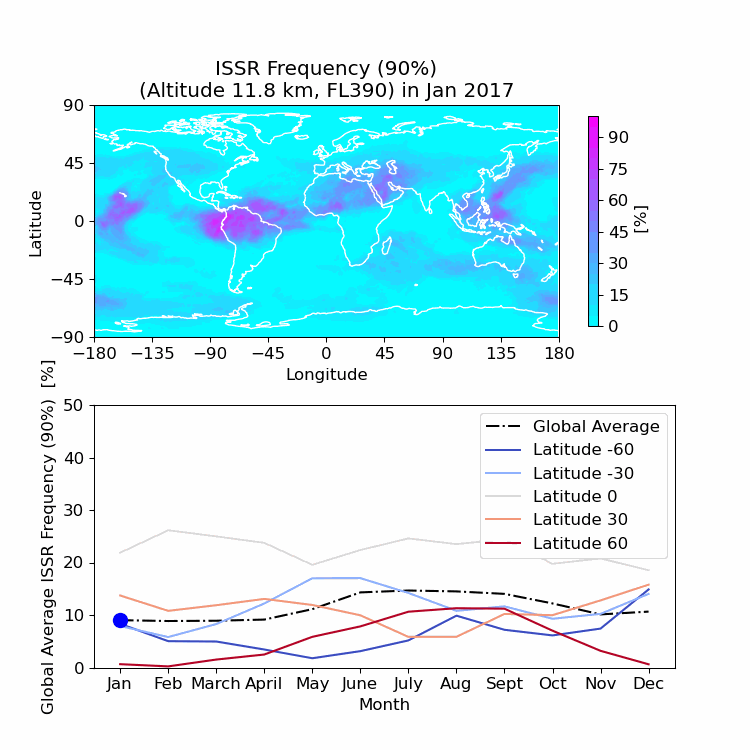 ISSR Frequency (90%)
(Altitude 11.8 km, FL390) in Jan 2017
90
45
0
−45
−90
Latitude
−180 −135 −90 −45 0 45 90 135 180
Longitude
90
75
60
45
30
15
0
[%]
Global Average ISSR Frequency (90%) [%]
50
40
30
20
10
0
Global Average
Latitude -60
Latitude -30
Latitude 0
Latitude 30
Latitude 60
Jan Feb March April May June July Aug Sept Oct Nov Dec
Month